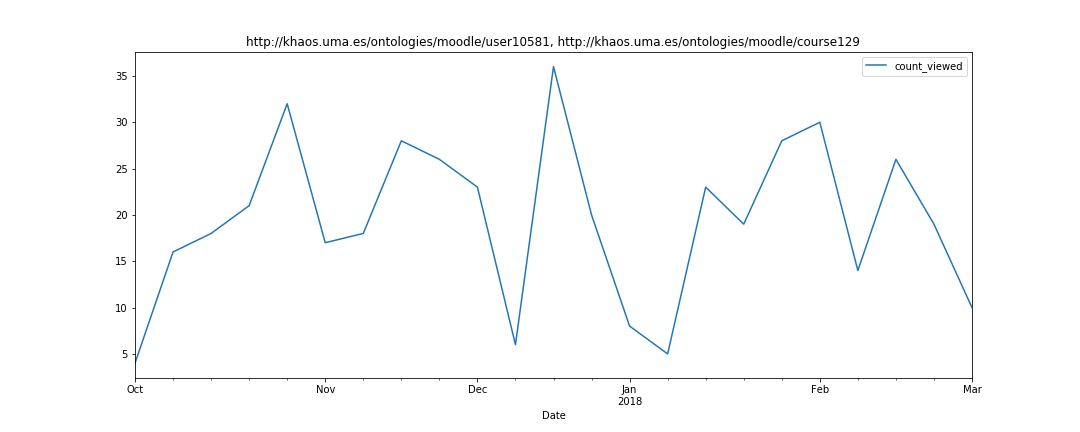 http://khaos.uma.es/ontologies/moodle/user10581, http://khaos.uma.es/ontologies/moodle/course129
count_viewed
35
30
25
20
15
10
5
Oct Nov Dec Jan Feb Mar
2018
Date